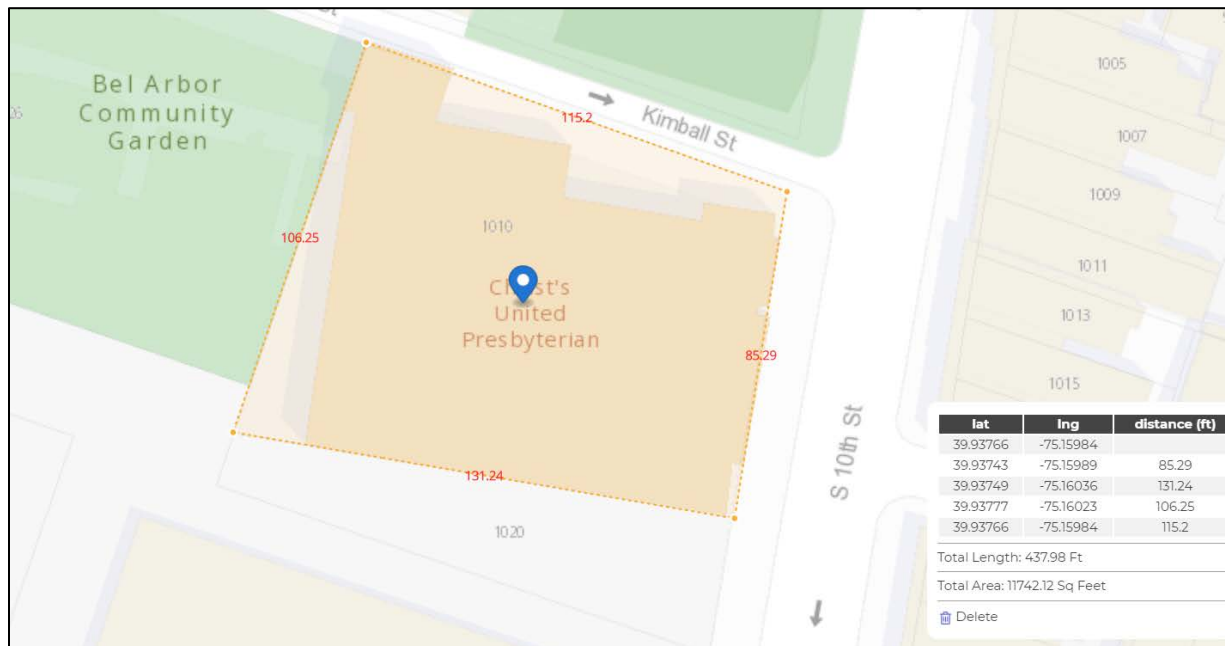 St
Bel Arbor
Community
Garden
115.2
Kimball St
1005
1007
1009
1010
106.25
1011
Christ's
United
Presbyterian
1013
85.29
1015
131.24
S 10th St
1020
lat lng distance (ft)
39.93766 -75.15984
39.93743 -75.15989 85.29
39.93749 -75.16036 131.24
39.93777 -75.16023 106.25
39.93766 -75.15984 115.2
Total Length: 437.98 Ft
Total Area: 11742.12 Sq Feet
Delete